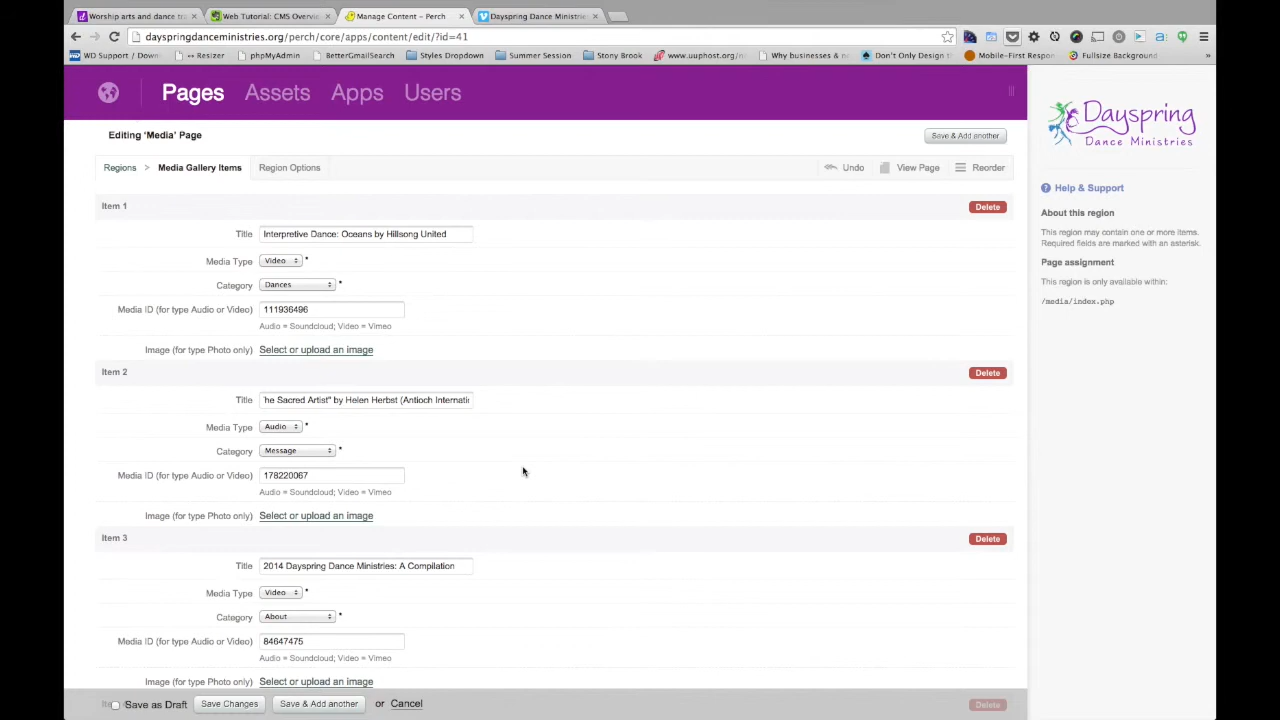 Worship arts and dance tra
Web Tutorial: CMS Overvie
Manage Content – Perch
Dayspring Dance Ministries
dayspringdanceministries.org/perch/core/apps/content/edit/?id=41
WD Support / Down
↔ Resizer
phpMyAdmin
BetterGmailSearch
Styles Dropdown
Summer Session
Stony Brook
www.uuphost.org/m
Why businesses & n
Don't Only Design f
Mobile-First Respon
Fullsize Background
Pages Assets Apps Users
Dayspring
Dance Ministries
Editing 'Media' Page
Save & Add another
Regions > Media Gallery Items Region Options
Undo View Page Reorder
Help & Support
About this region
This region may contain one or more items.
Required fields are marked with an asterisk.
Page assignment
This region is only available within:
/media/index.php
Item 1 Delete
Title Interpretive Dance: Oceans by Hillsong United
Media Type Video *
Category Dances *
Media ID (for type Audio or Video) 111936496
Audio = Soundcloud; Video = Vimeo
Image (for type Photo only) Select or upload an image
Item 2 Delete
Title he Sacred Artist" by Helen Herbst (Antioch Internatio
Media Type Audio *
Category Message *
Media ID (for type Audio or Video) 178220067
Audio = Soundcloud; Video = Vimeo
Image (for type Photo only) Select or upload an image
Item 3 Delete
Title 2014 Dayspring Dance Ministries: A Compilation
Media Type Video *
Category About *
Media ID (for type Audio or Video) 84647475
Audio = Soundcloud; Video = Vimeo
Image (for type Photo only) Select or upload an image
Save as Draft Save Changes Save & Add another or Cancel Delete